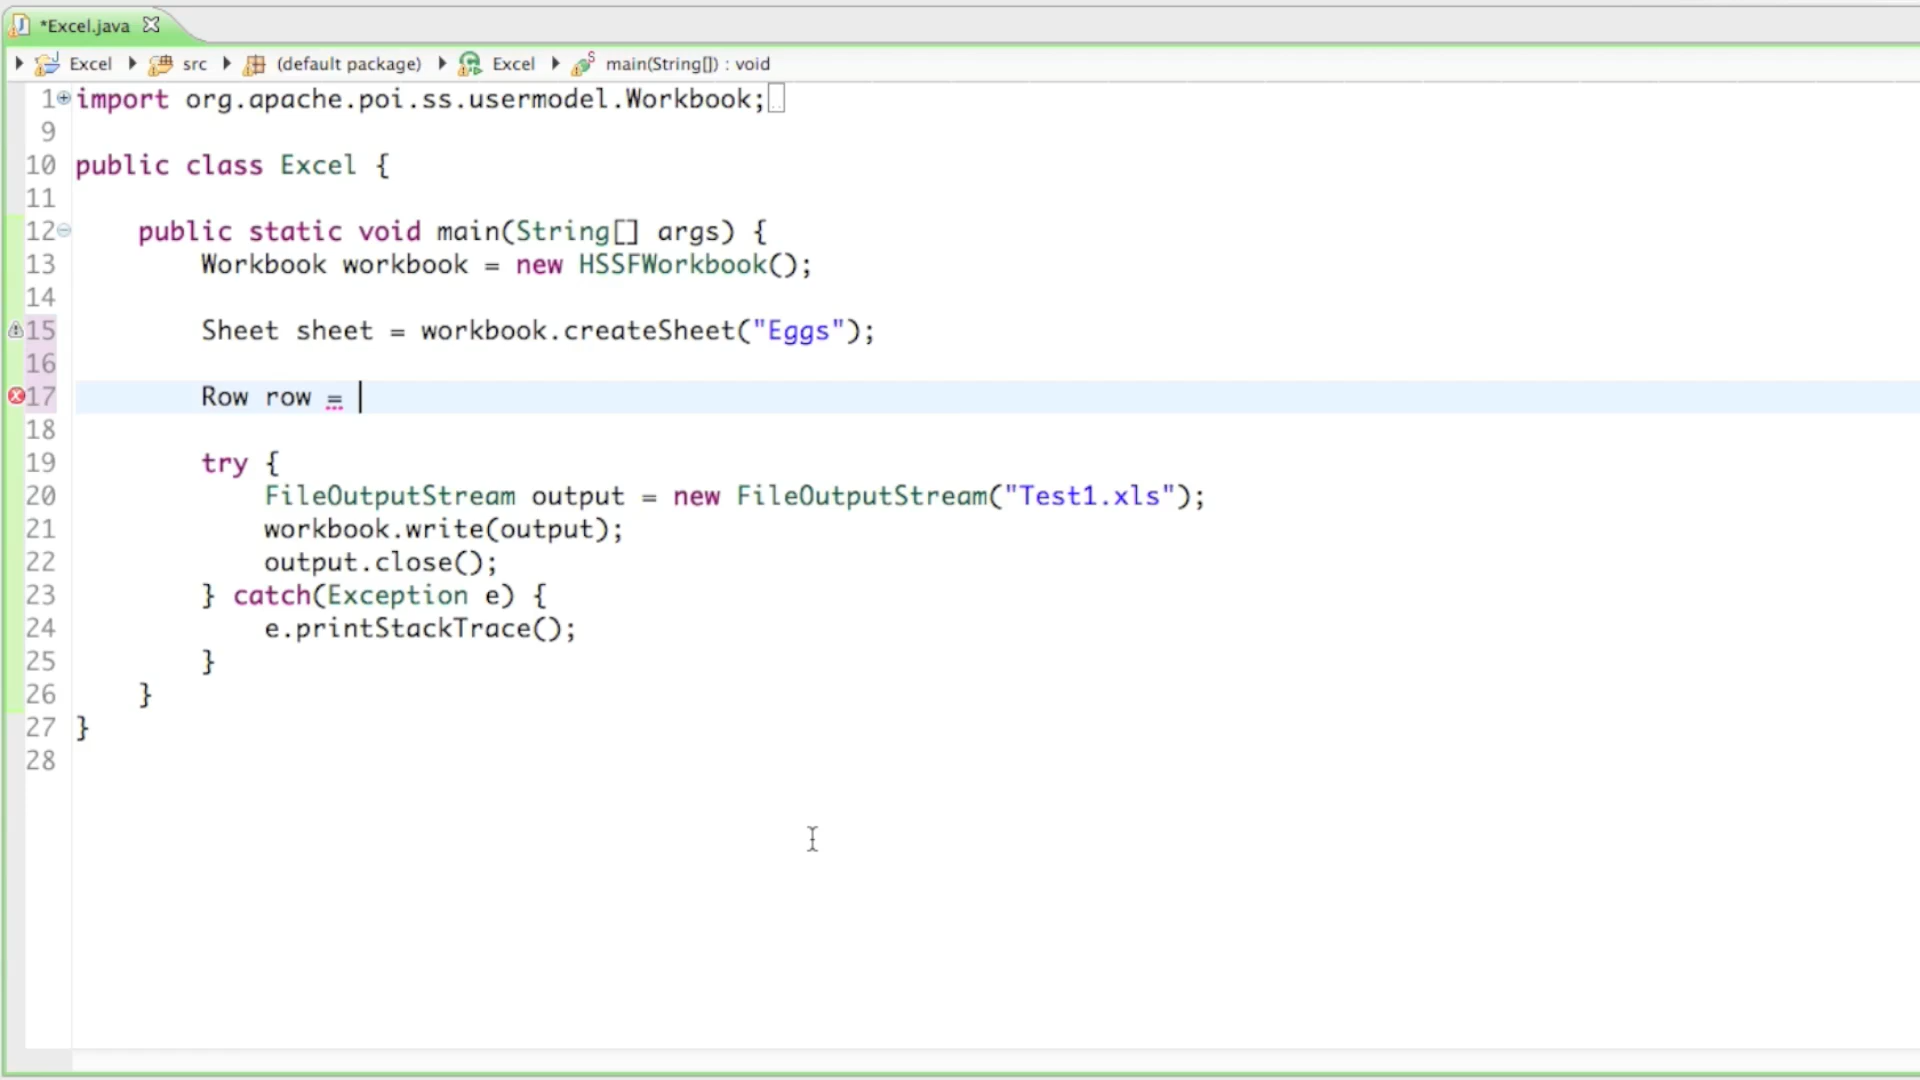 *Excel.java
Excel src (default package) Excel main(String[]) : void
1 import org.apache.poi.ss.usermodel.Workbook;
9
10 public class Excel {
11
12 public static void main(String[] args) {
13 Workbook workbook = new HSSFWorkbook();
14
15 Sheet sheet = workbook.createSheet("Eggs");
16
17 Row row =
18
19 try {
20 FileOutputStream output = new FileOutputStream("Test1.xls");
21 workbook.write(output);
22 output.close();
23 } catch(Exception e) {
24 e.printStackTrace();
25 }
26 }
27 }
28